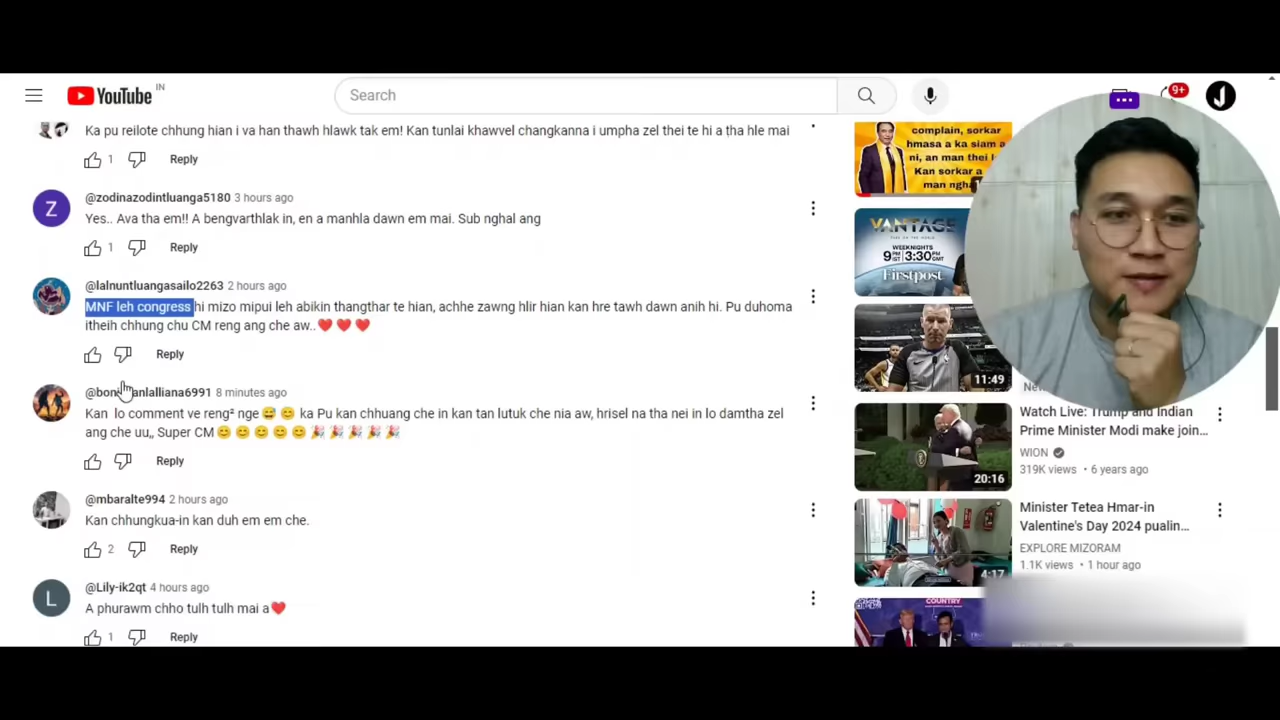 YouTube IN
Search
9+
Ka pu reilote chhung hian i va han thawh hlawk tak em! Kan tunlai khawvel changkanna i umpha zel thei te hi a tha hle mai
1 Reply
Z
@zodinazodintluanga5180 3 hours ago
Yes.. Ava tha em!! A bengvarthlak in, en a manhla dawn em mai. Sub nghal ang
1 Reply
@lalnuntluangasailo2263 2 hours ago
MNF leh congress hi mizo mipui leh abikin thangthar te hian, achhe zawng hlir hian kan hre tawh dawn anih hi. Pu duhoma
itheih chhung chu CM reng ang che aw..❤️ ❤️ ❤️
Reply
8 minutes ago
Kan lo comment ve reng² nge 😅 😊 ka Pu kan chhuang che in kan tan lutuk che nia aw, hrisel na tha nei in lo damtha zel
ang che uu,, Super CM😊 😊 😊 😊 😊 🎉 🎉 🎉 🎉 🎉
Reply
@mbaralte994 2 hours ago
Kan chhungkua-in kan duh em em che.
2 Reply
L
@Lily-ik2qt 4 hours ago
A phurawm chho tulh tulh mai a❤️
1 Reply
complain, sorkar
hmasa a ka siam a
ni, an man thei l
Kan sorkar a
man ngha
VANTAGE
WEEKNIGHTS
9PM IST 3:30PM GMT
Firstpost
11:49
New
20:16
Watch Live: Trump and Indian
Prime Minister Modi make join...
WION
319K views • 6 years ago
4:17
Minister Tetea Hmar-in
Valentine's Day 2024 pualin...
EXPLORE MIZORAM
1.1K views • 1 hour ago
COUNTRY